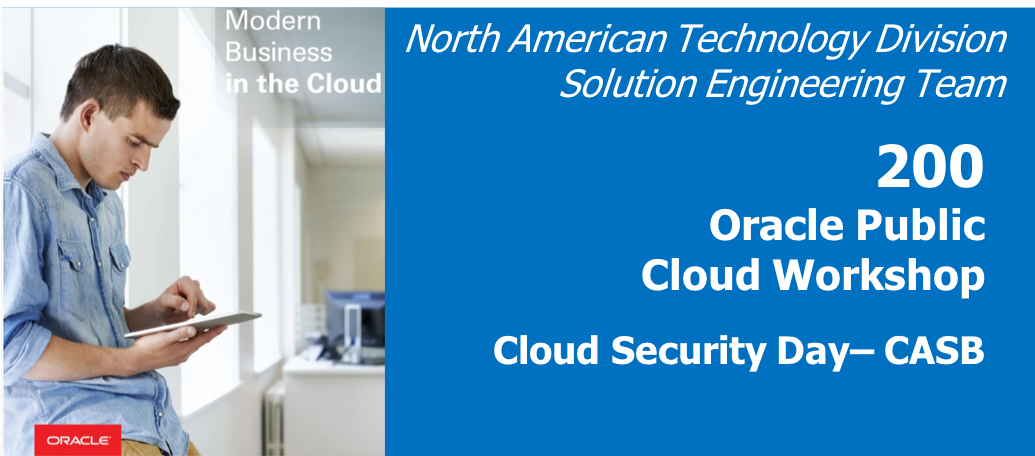 Modern
Business
in the Cloud
North American Technology Division
Solution Engineering Team
200
Oracle Public
Cloud Workshop
Cloud Security Day– CASB
ORACLE®